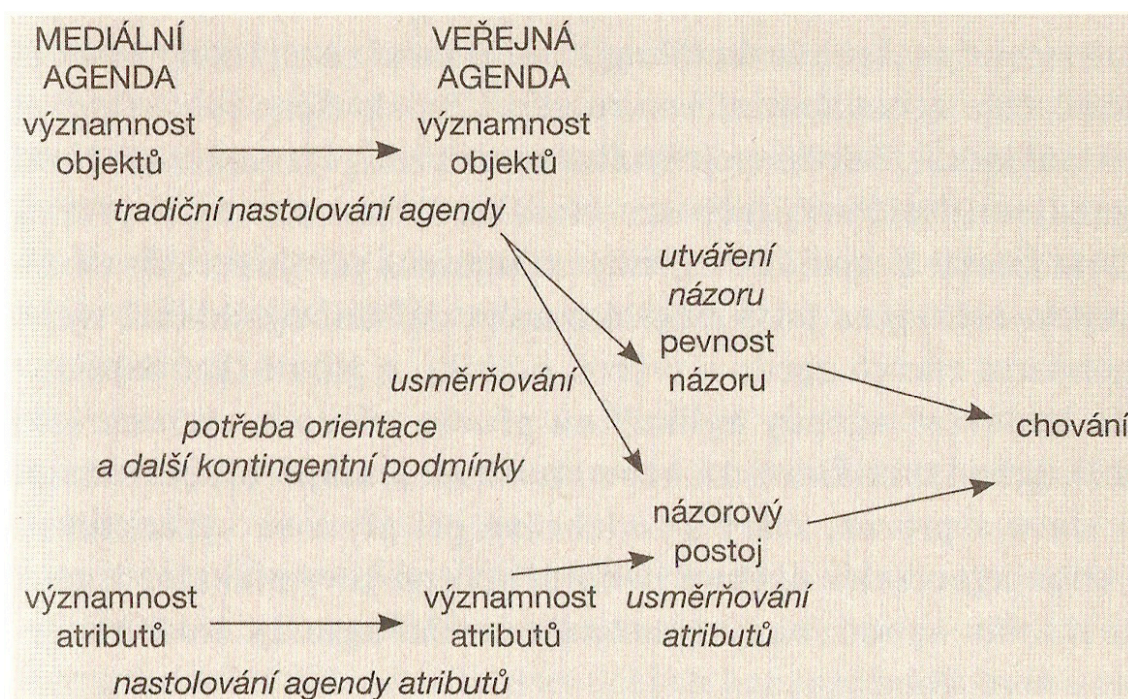 MEDIÁLNÍ
AGENDA
VEŘEJNÁ
AGENDA
významnost
objektů
významnost
objektů
tradiční nastolování agendy
utváření
názoru
pevnost
názoru
usměrňování
potřeba orientace
a další kontingentní podmínky
chování
názorový
postoj
významnost
atributů
významnost
atributů
usměrňování
atributů
nastolování agendy atributů